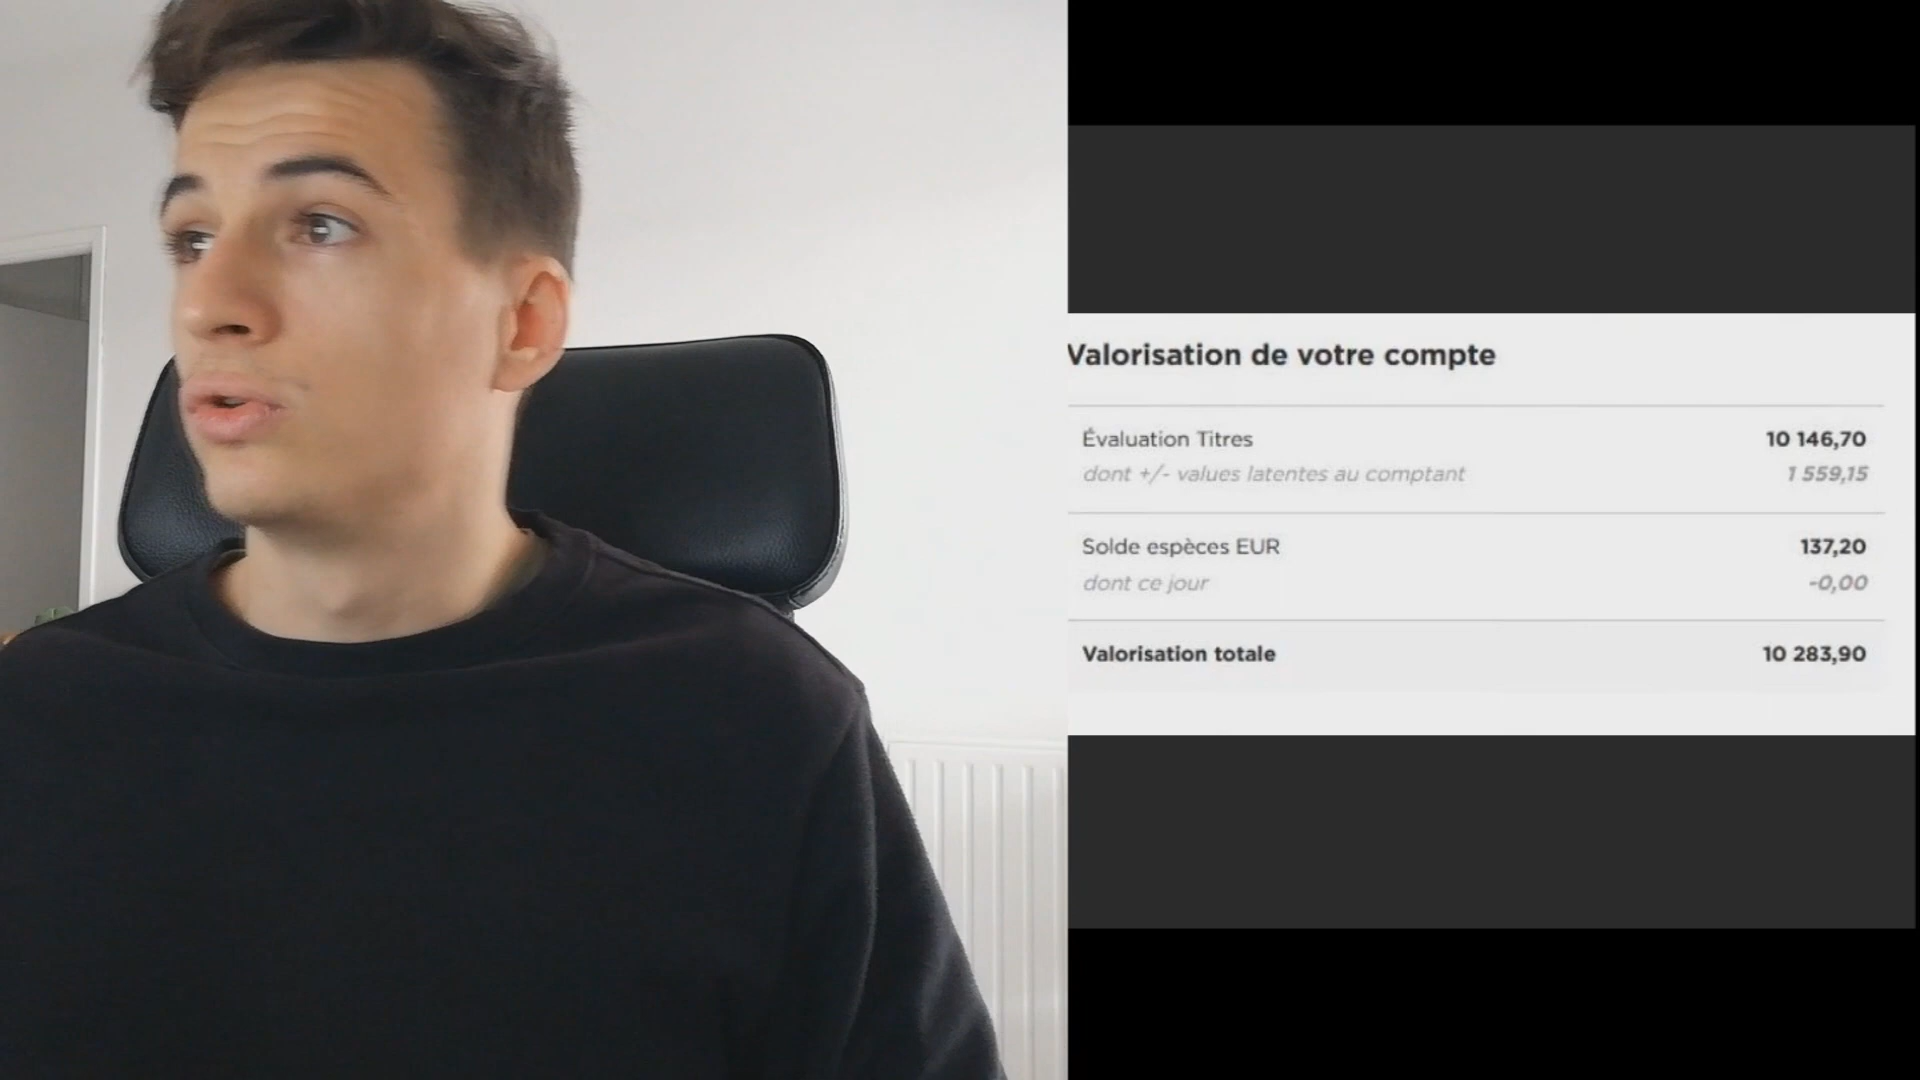 Valorisation de votre compte
Évaluation Titres 10 146,70
dont +/- values latentes au comptant 1 559,15
Solde espèces EUR 137,20
dont ce jour -0,00
Valorisation totale 10 283,90